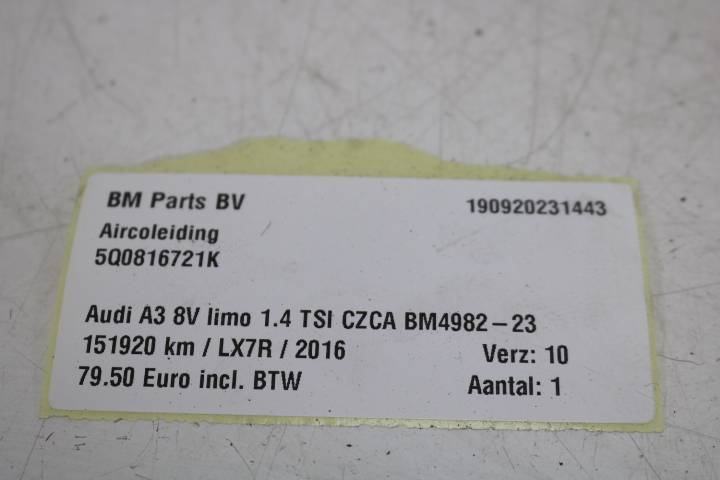 BM Parts BV 190920231443
Aircoleiding
5Q0816721K
Audi A3 8V limo 1.4 TSI CZCA BM4982-23
151920 km / LX7R / 2016 Verz: 10
79.50 Euro incl. BTW Aantal: 1